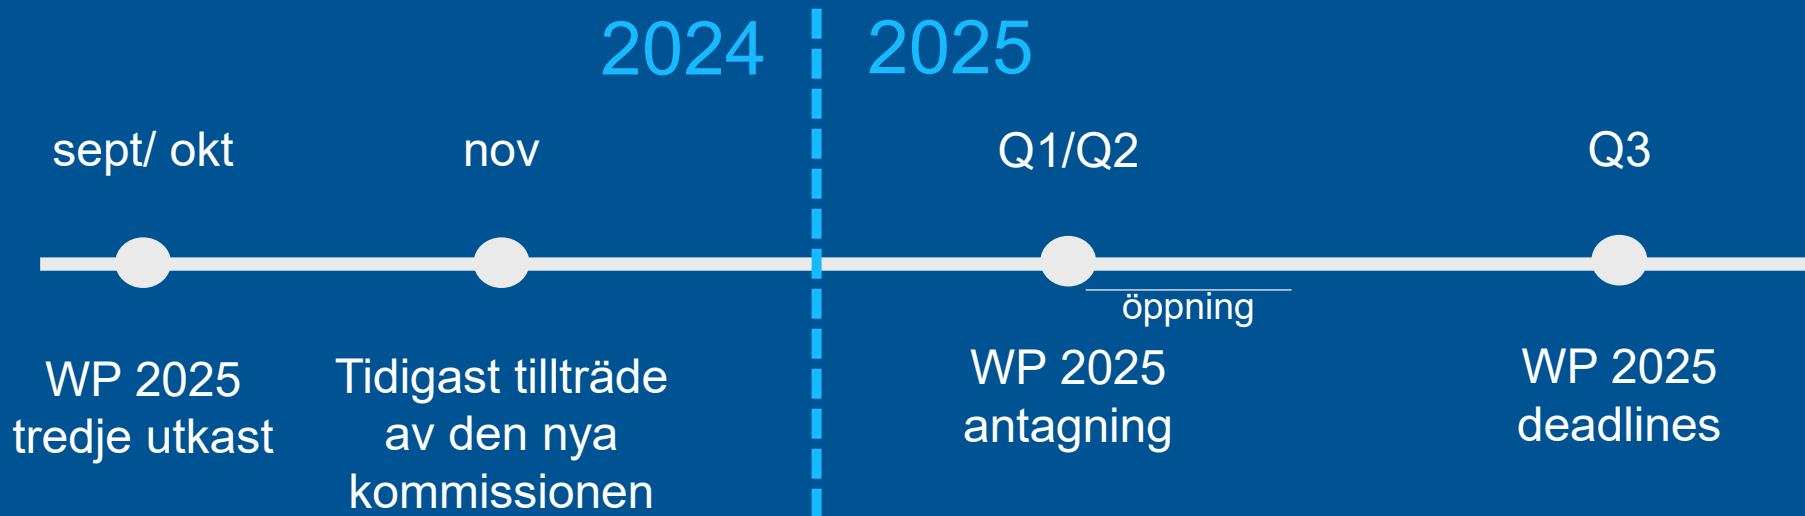 2024
2025
sept/ okt
nov
Q1/Q2
Q3
öppning
WP 2025
tredje utkast
Tidigast tillträde
av den nya
kommissionen
WP 2025
antagning
WP 2025
deadlines